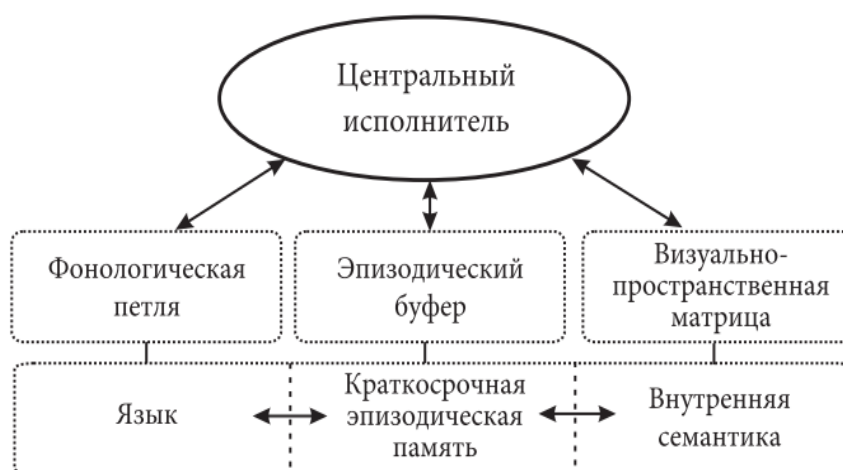 Центральный
исполнитель
Фонологическая
петля
Эпизодический
буфер
Визуально-
пространственная
матрица
Язык
Краткосрочная
эпизодическая
память
Внутренняя
семантика